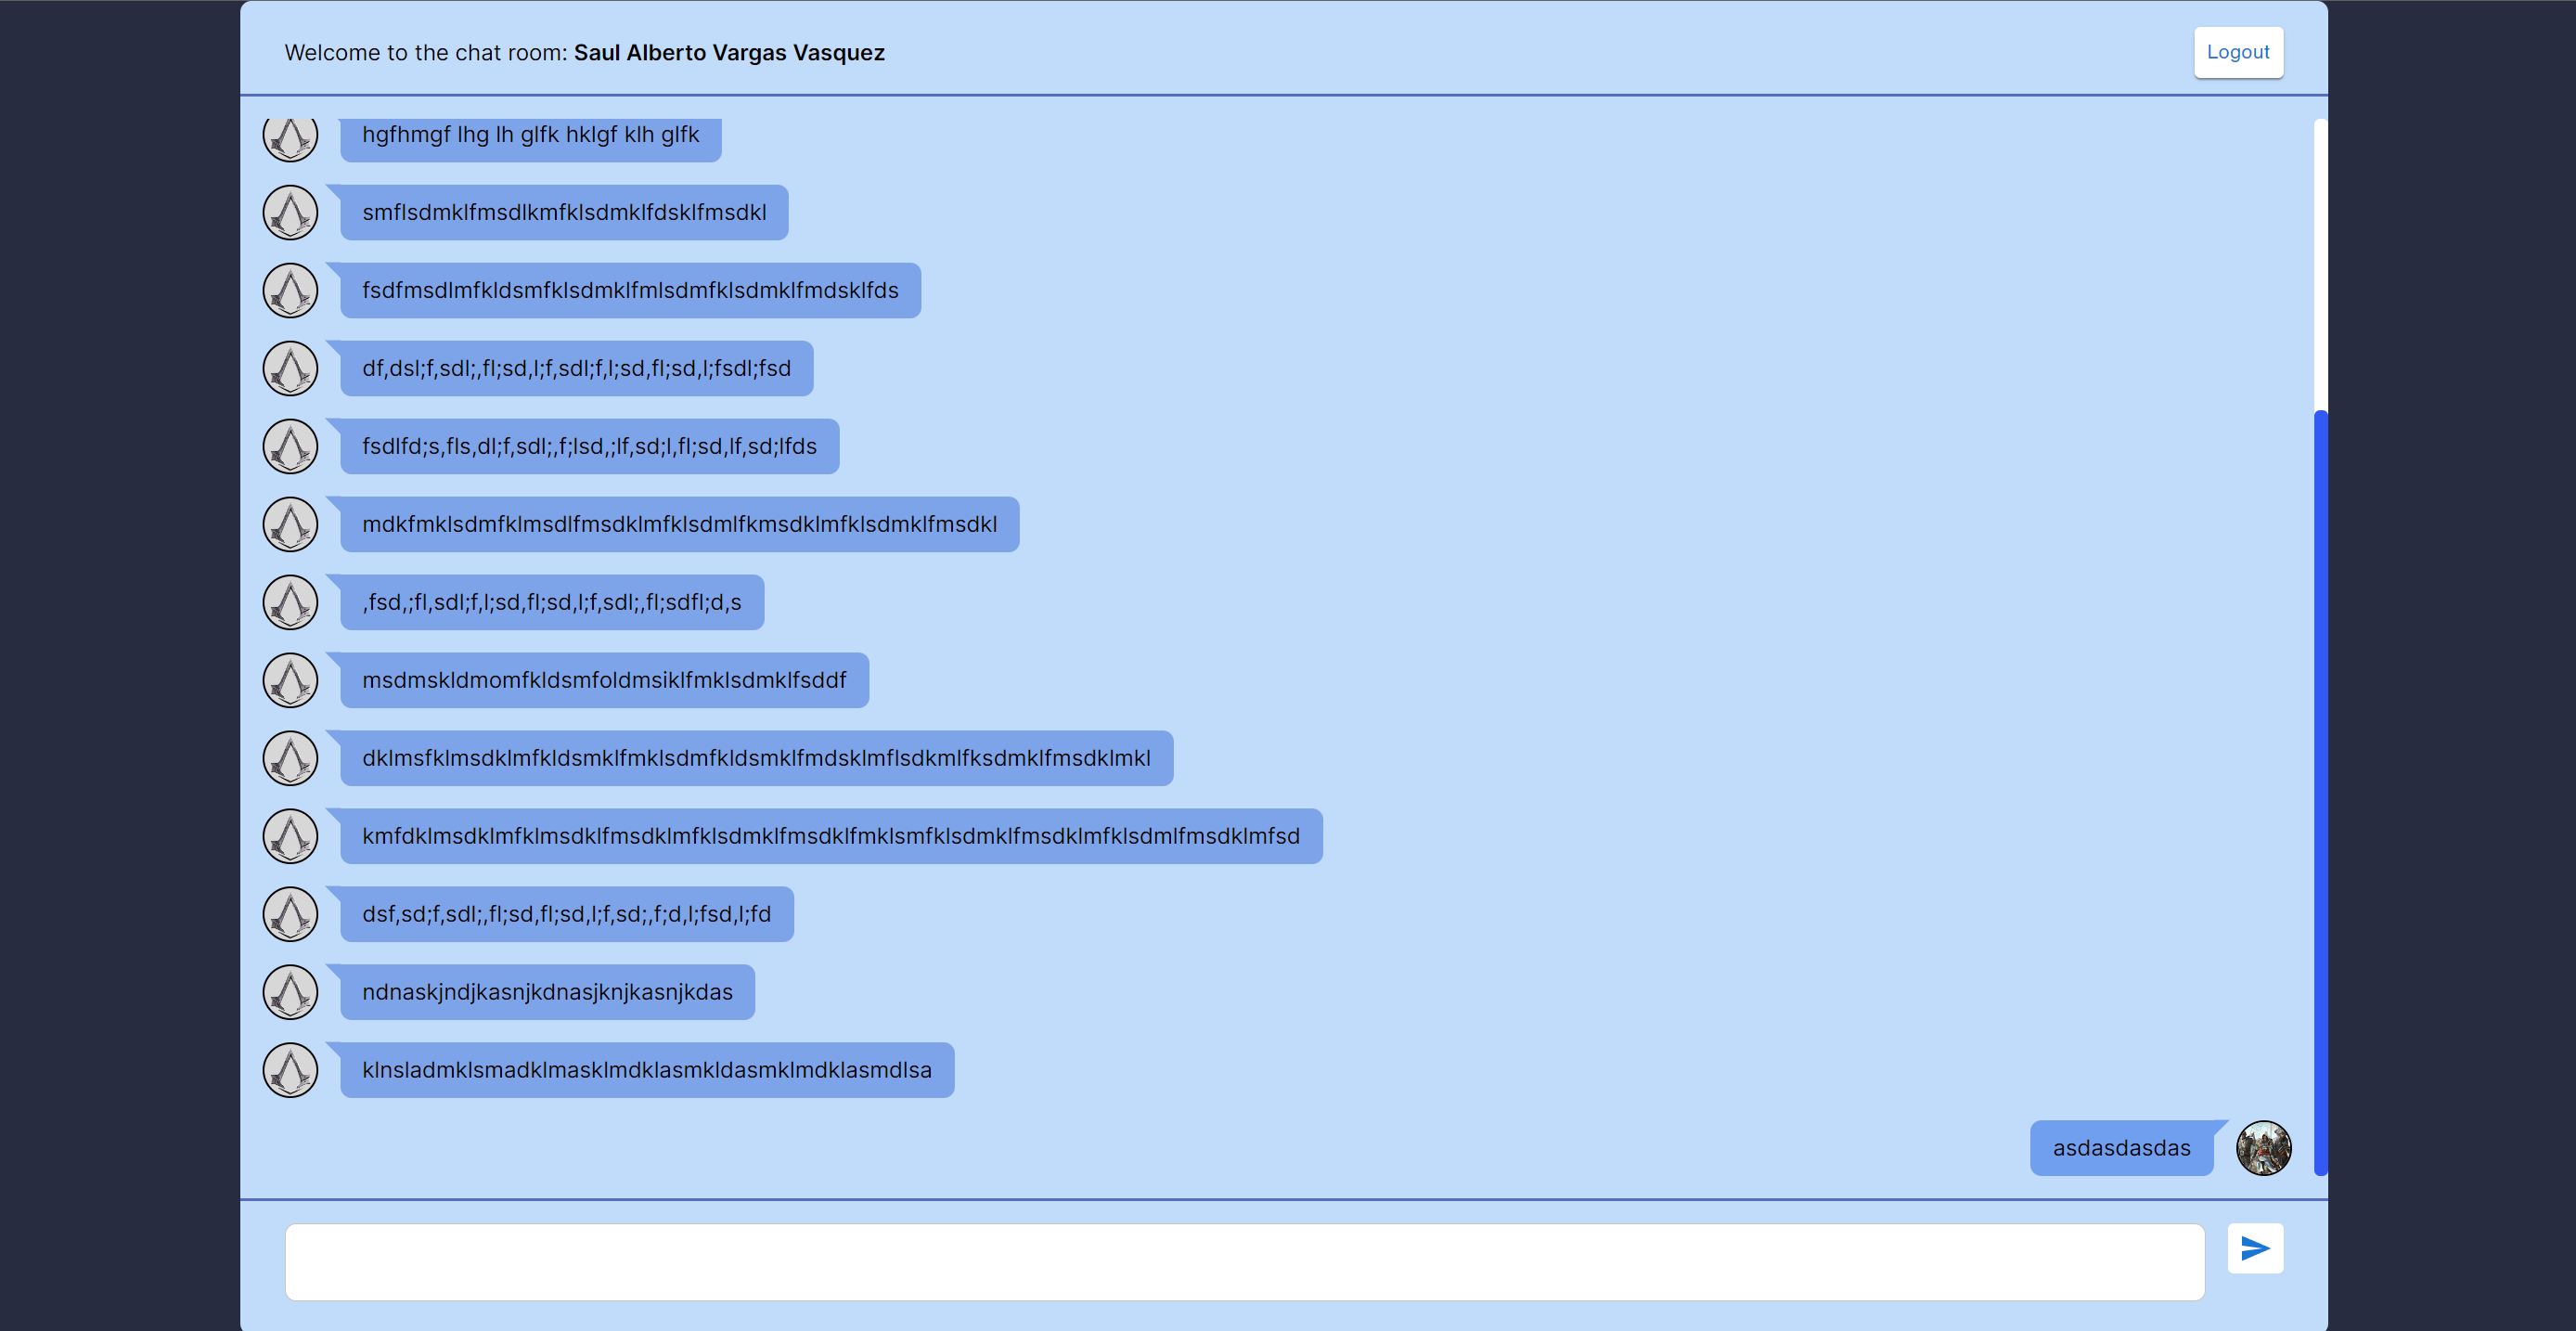 Welcome to the chat room: Saul Alberto Vargas Vasquez
Logout
hgfhmgf lhg lh glfk hklgf klh glfk
smflsdmklfmsdlkmfklsdmklfdsklfmsdkl
fsdfmsdlmfkldsmfklsdmklfmlsdmfklsdmklfmdsklfds
df,dsl;f,sdl;,fl;sd,l;f,sdl;f,l;sd,fl;sd,l;fsdl;fsd
fsdlfd;s,fls,dl;f,sdl;,f;lsd,;lf,sd;l,fl;sd,lf,sd;lfds
mdkfmklsdmfklmsdlfmsdklmfklsdmlfkmsdklmfklsdmklfmsdkl
,fsd,;fl,sdl;f,l;sd,fl;sd,l;f,sdl;,fl;sdfl;d,s
msdmskldmomfkldsmfoldmsiklfmklsdmklfsddf
dklmsfklmsdklmfkldsmklfmklsdmfkldsmklfmdsklmflsdkmlfksdmklfmsdklmkl
kmfdklmsdklmfklmsdklfmsdklmfklsdmklfmsdklfmklsmfklsdmklfmsdklmfklsdmlfmsdklmfsd
dsf,sd;f,sdl;,fl;sd,fl;sd,l;f,sd;,f;d,l;fsd,l;fd
ndnaskjndjkasnjkdnasjknjkasnjkdas
klnsladmklsmadklmasklmdklasmkldasmklmdklasmdlsa
asdasdasdas